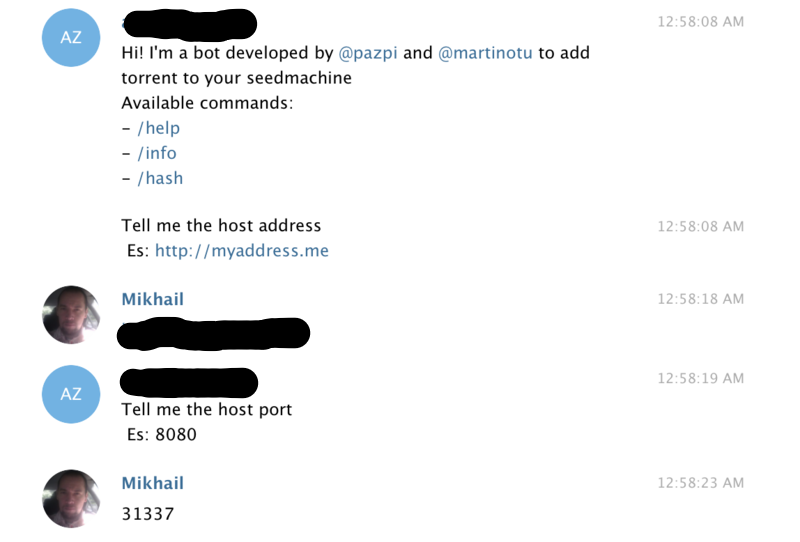 AZ
12:58:08 AM
Hi! I'm a bot developed by @pazpi and @martinotu to add
torrent to your seedmachine
Available commands:
– /help
– /info
– /hash
Tell me the host address 12:58:08 AM
Es: http://myaddress.me
Mikhail 12:58:18 AM
AZ
12:58:19 AM
Tell me the host port
Es: 8080
Mikhail 12:58:23 AM
31337